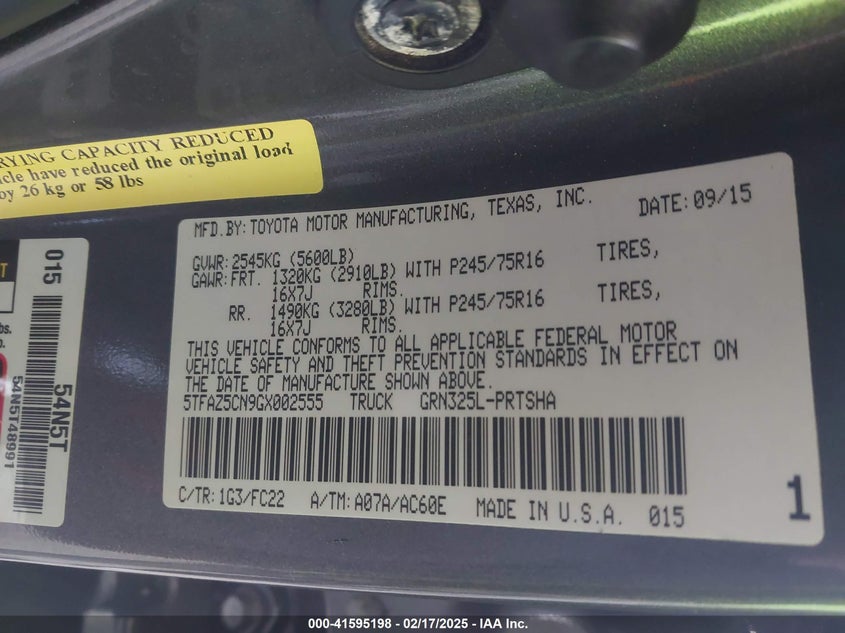 RYING CAPACITY REDUCED
icle have reduced the original load
by 26 kg or 58 lbs
MFD.BY: TOYOTA MOTOR MANUFACTURING, TEXAS, INC. DATE: 09/15
GVWR: 2545KG (5600LB)
GAWR: FRT. 1320KG (2910LB) WITH P245/75R16 TIRES,
16X7J RIMS.
RR. 1490KG (3280LB) WITH P245/75R16 TIRES,
16X7J RIMS.
THIS VEHICLE CONFORMS TO ALL APPLICABLE FEDERAL MOTOR
VEHICLE SAFETY AND THEFT PREVENTION STANDARDS IN EFFECT ON
THE DATE OF MANUFACTURE SHOWN ABOVE.
5TFAZ5CN9GX002555 TRUCK GRN325L-PRTSHA
C/TR: 1G3/FC22 A/TM: A07A/AC60E MADE IN U.S.A. 015
1
015
54N5T
54N5T48991
000-41595198 - 02/17/2025 - IAA Inc.